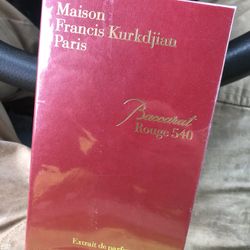 Maison
Francis Kurkdjian
Paris
Baccarat
Rouge 540
Extrait de parfum